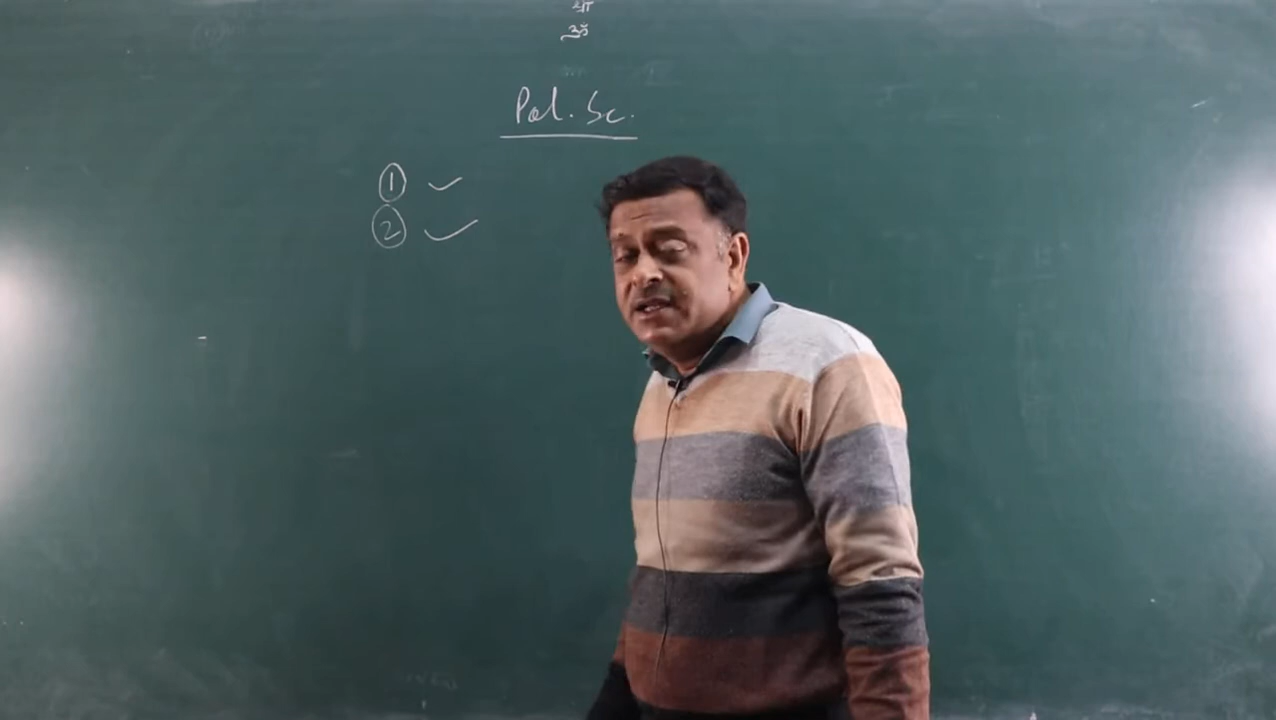 श्री
ॐ
Pol. Sc.
① ✓
② ✓